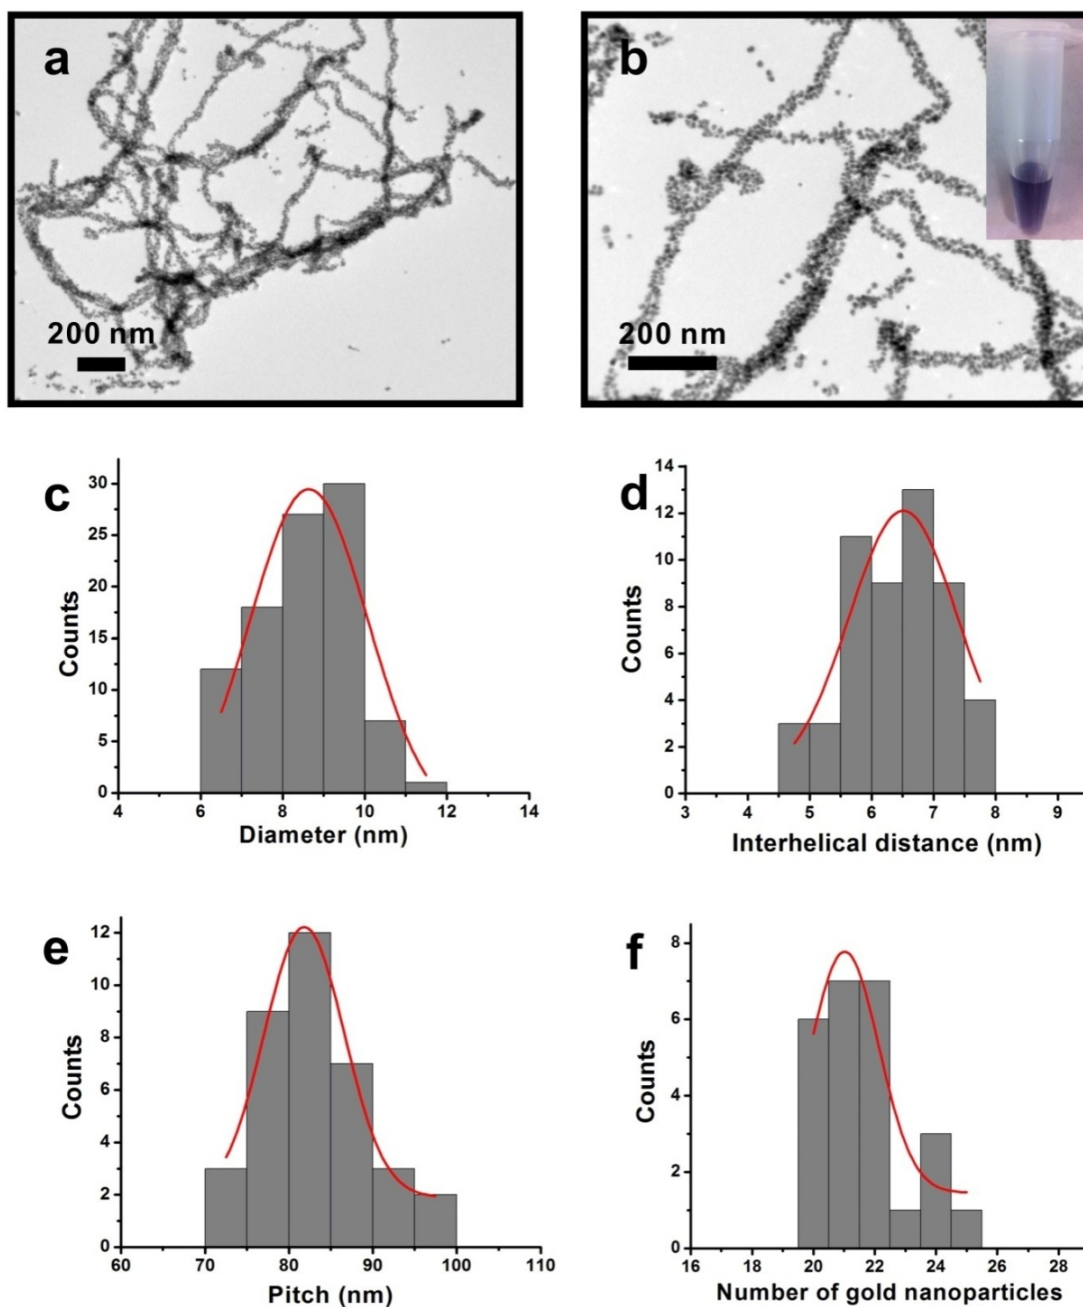 a
200 nm
b
200 nm
c
Counts
30
25
20
15
10
5
0
4 6 8 10 12 14
Diameter (nm)
d
Counts
14
12
10
8
6
4
2
0
3 4 5 6 7 8 9
Interhelical distance (nm)
e
Counts
12
10
8
6
4
2
0
60 70 80 90 100 110
Pitch (nm)
f
Counts
8
6
4
2
0
16 18 20 22 24 26 28
Number of gold nanoparticles